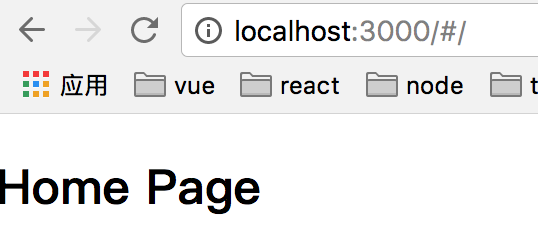 localhost:3000/#/
应用 vue react node t
Home Page